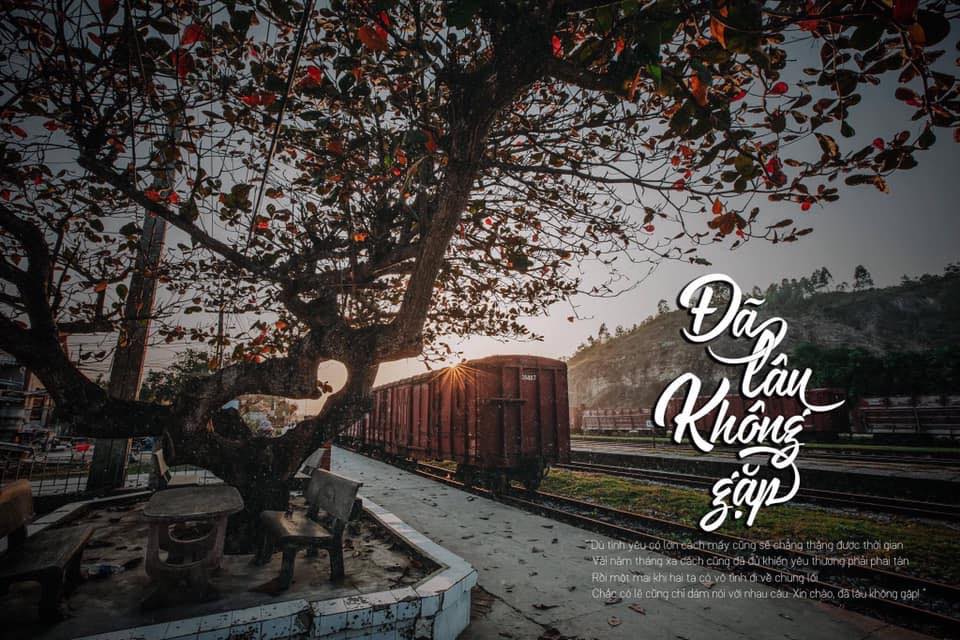 Đã
lâu
Không
gặp
"Dù tình yêu có lớn cách mấy cũng sẽ chẳng thắng được thời gian
Vài năm tháng xa cách cũng đã đủ khiến yêu thương phải phai tàn
Rồi một mai khi hai ta có vô tình đi về chung lối
Chắc có lẽ cũng chỉ dám nói với nhau câu: Xin chào, đã lâu không gặp! "